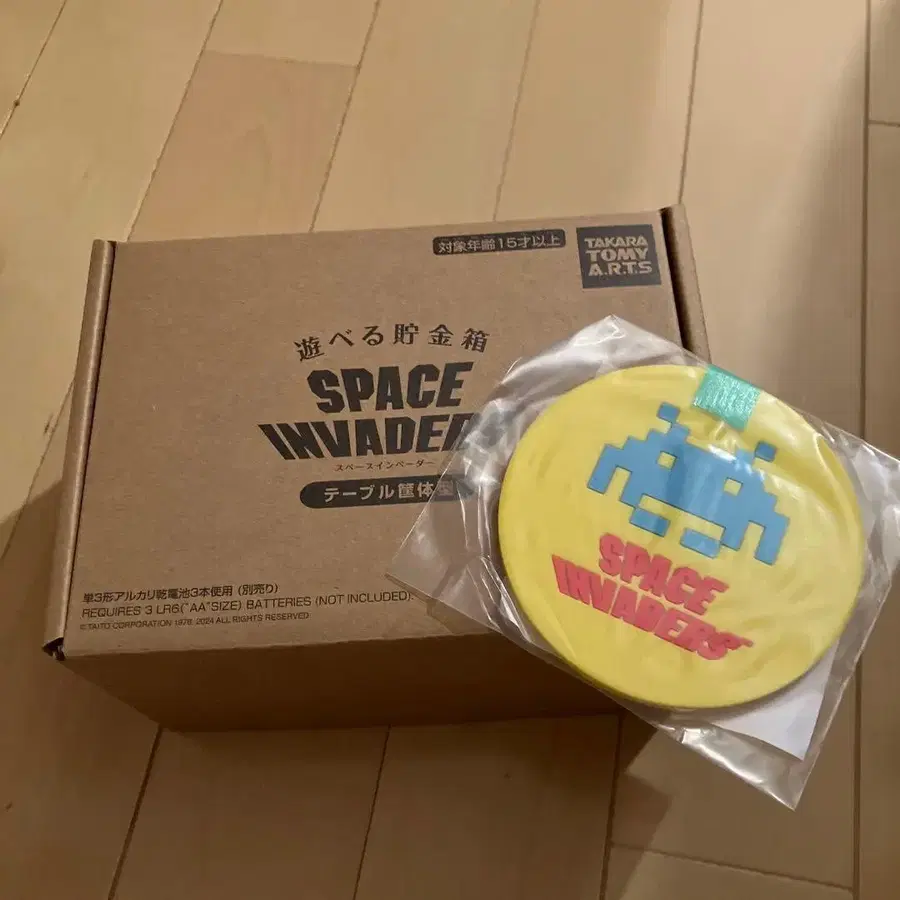 対象年齢15才以上
TAKARA
TOMY
A.R.T.S
遊べる貯金箱
SPACE
INVADERS
スペースインベーダー
テーブル筐体型
単3形アルカリ乾電池3本使用 (別売り)
REQUIRES 3 LR6("AA"SIZE) BATTERIES (NOT INCLUDED).
© TAITO CORPORATION 1978, 2024 ALL RIGHTS RESERVED.
SPACE
INVADERS